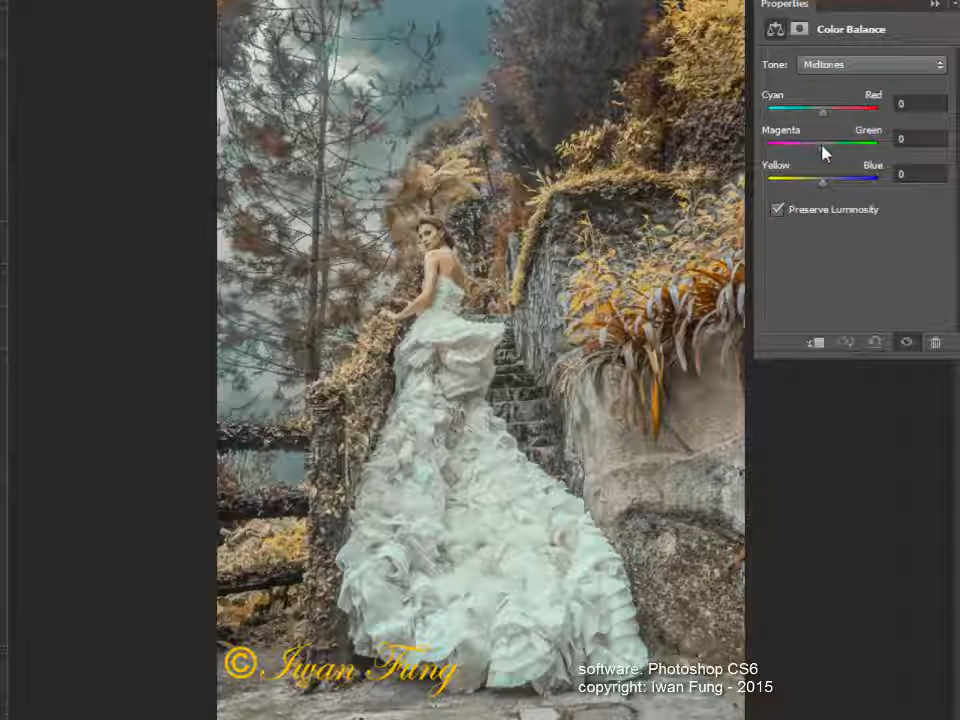 Properties
Color Balance
Tone: Midtones
Cyan Red 0
Magenta Green 0
Yellow Blue 0
Preserve Luminosity
© Iwan Fung
software: Photoshop CS6
copyright: Iwan Fung - 2015